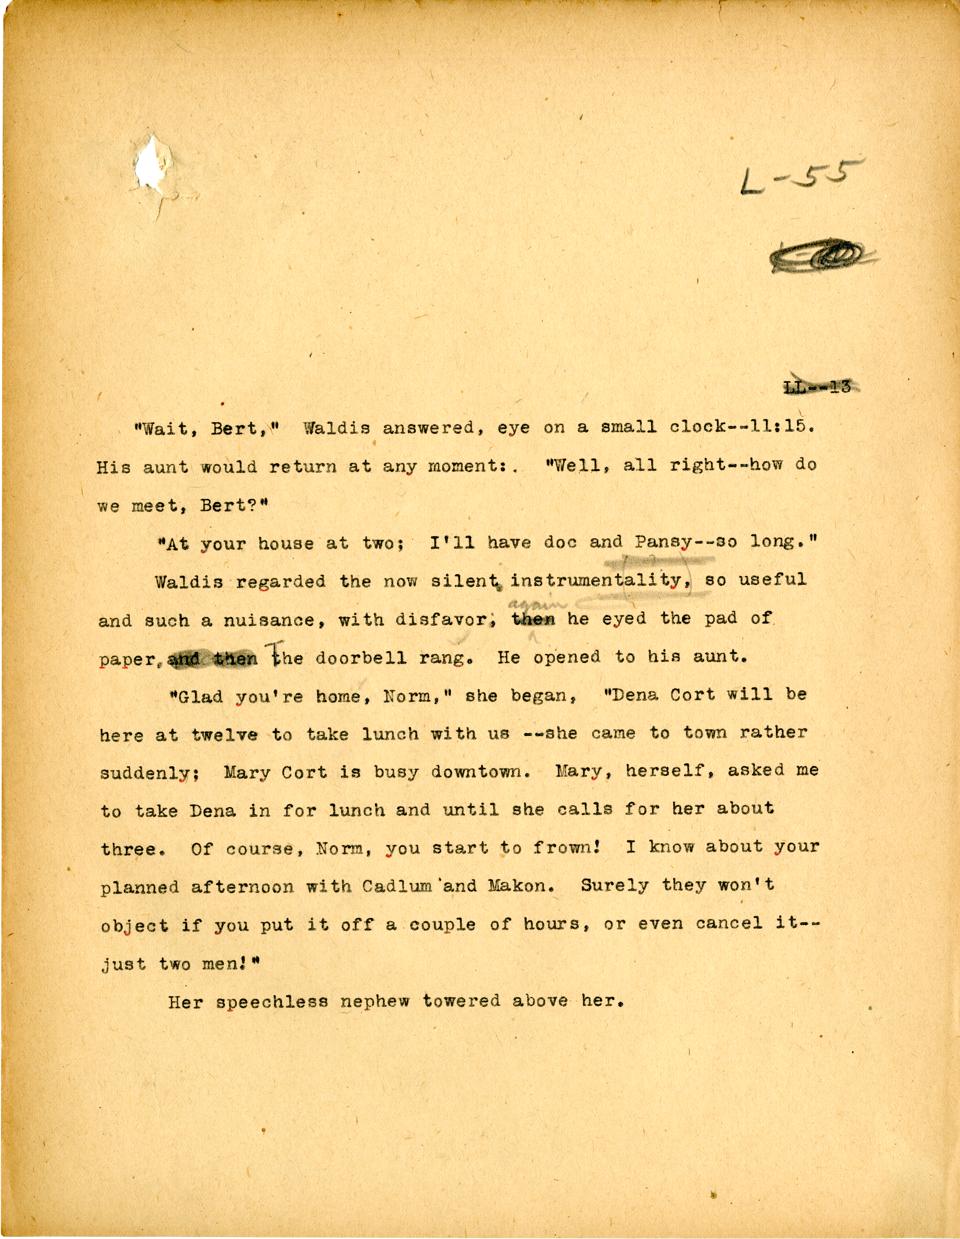 L-55
LL--13
"Wait, Bert,"  Waldis answered, eye on a small clock--11:15.
His aunt would return at any moment:.  "Well, all right--how do
we meet, Bert?"
"At your house at two;  I'll have doc and Pansy--so long."
Waldis regarded the now silent, instrumentality, so useful
again
and such a nuisance, with disfavor; then he eyed the pad of
paper, and then The doorbell rang.  He opened to his aunt.
"Glad you're home, Norm," she began,  "Dena Cort will be
here at twelve to take lunch with us --she came to town rather
suddenly;  Mary Cort is busy downtown.  Mary, herself, asked me
to take Dena in for lunch and until she calls for her about
three.  Of course, Norm, you start to frown!  I know about your
planned afternoon with Cadlum and Makon.  Surely they won't
object if you put it off a couple of hours, or even cancel it--
just two men!"
Her speechless nephew towered above her.